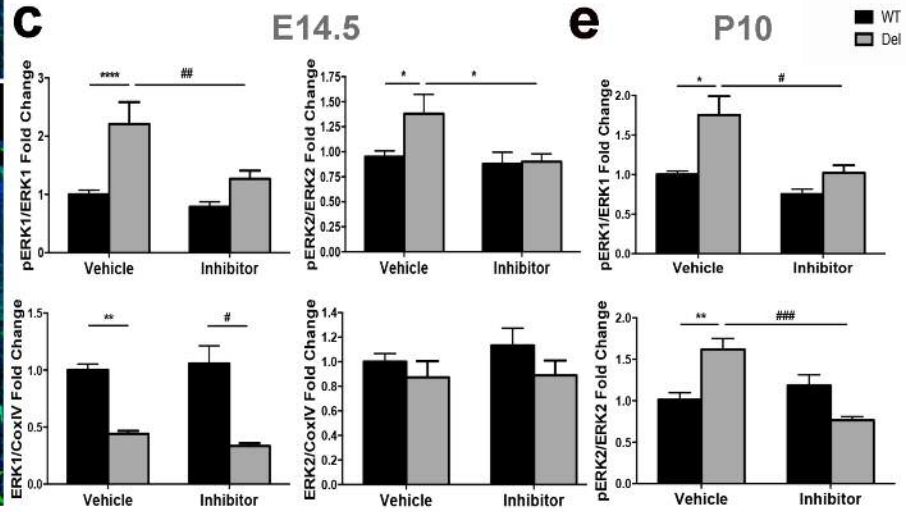 c
E14.5
e
P10
WT
Del
pERK1/ERK1 Fold Change
3
2
1
0
****
##
Vehicle
Inhibitor
pERK2/ERK2 Fold Change
1.75
1.50
1.25
1.00
0.75
0.50
0.25
0.00
*
*
Vehicle
Inhibitor
pERK1/ERK1 Fold Change
2.0
1.5
1.0
0.5
0.0
*
#
Vehicle
Inhibitor
ERK1/CoxIV Fold Change
1.5
1.0
0.5
0.0
**
#
Vehicle
Inhibitor
ERK2/CoxIV Fold Change
1.4
1.2
1.0
0.8
0.6
0.4
0.2
0.0
Vehicle
Inhibitor
pERK2/ERK2 Fold Change
2.0
1.5
1.0
0.5
0.0
**
###
Vehicle
Inhibitor